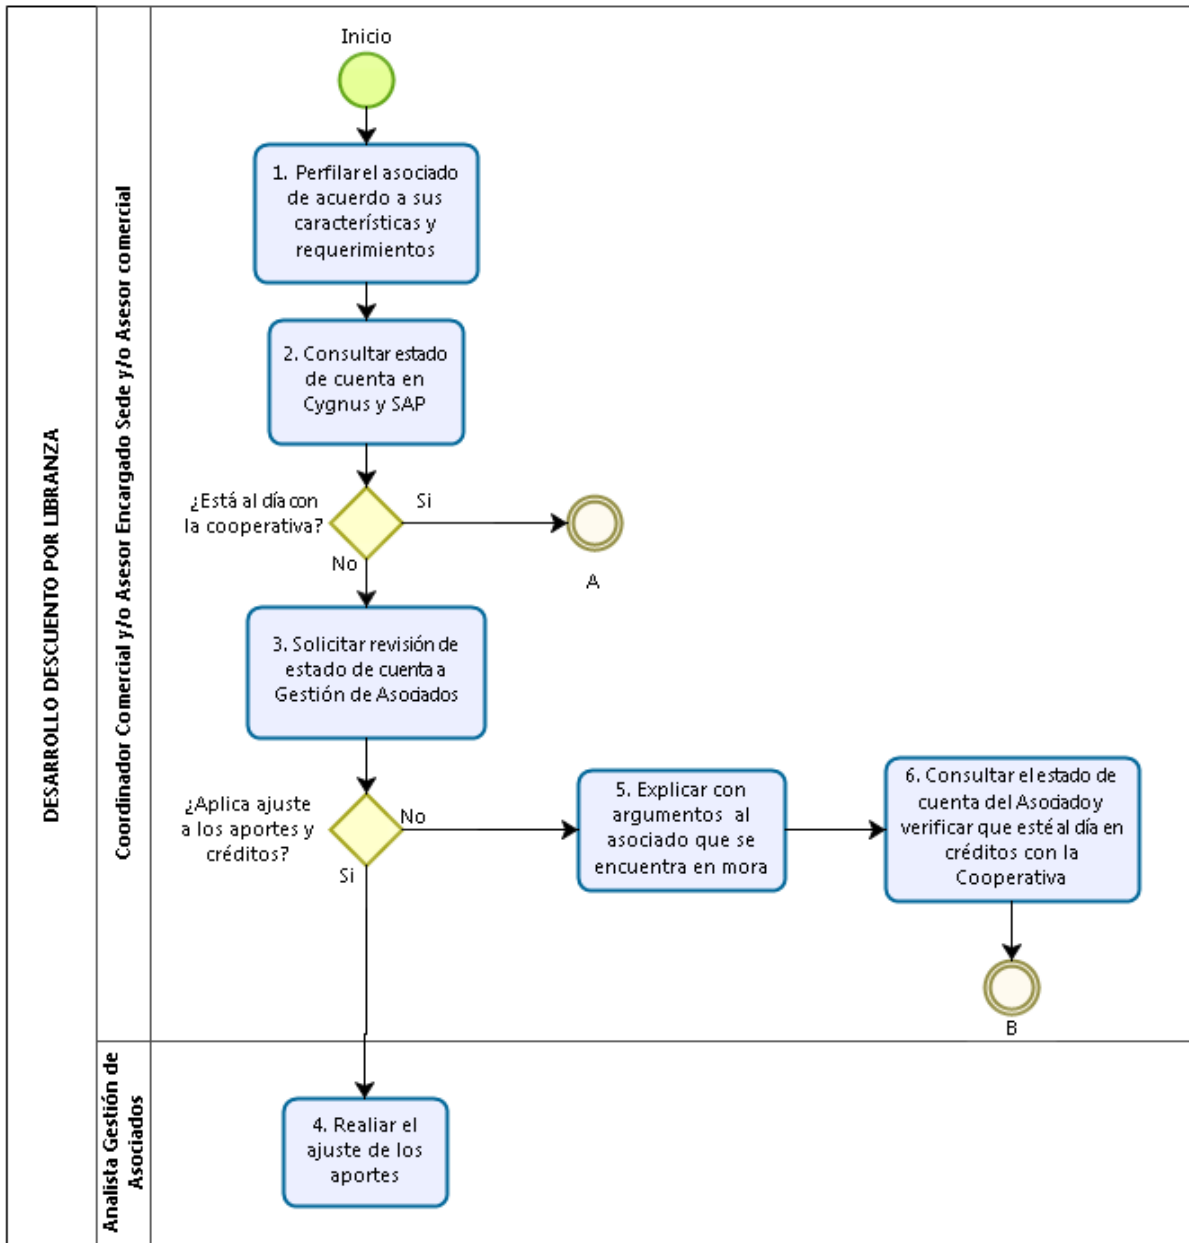 DESARROLLO DESCUENTO POR LIBRANZA
Coordinador Comercial y/o Asesor Encargado Sede y/o Asesor comercial
Inicio
1. Perfilar el asociado
de acuerdo a sus
características y
requerimientos
2. Consultar estado
de cuenta en
Cygnus y SAP
¿Está al día con
la cooperativa?
Si
A
No
3. Solicitar revisión de
estado de cuenta a
Gestión de Asociados
¿Aplica ajuste
a los aportes y
créditos?
No
Si
5. Explicar con
argumentos al
asociado que se
encuentra en mora
6. Consultar el estado de
cuenta del Asociado y
verificar que esté al día en
créditos con la
Cooperativa
B
Analista Gestión de
Asociados
4. Realiar el
ajuste de los
aportes